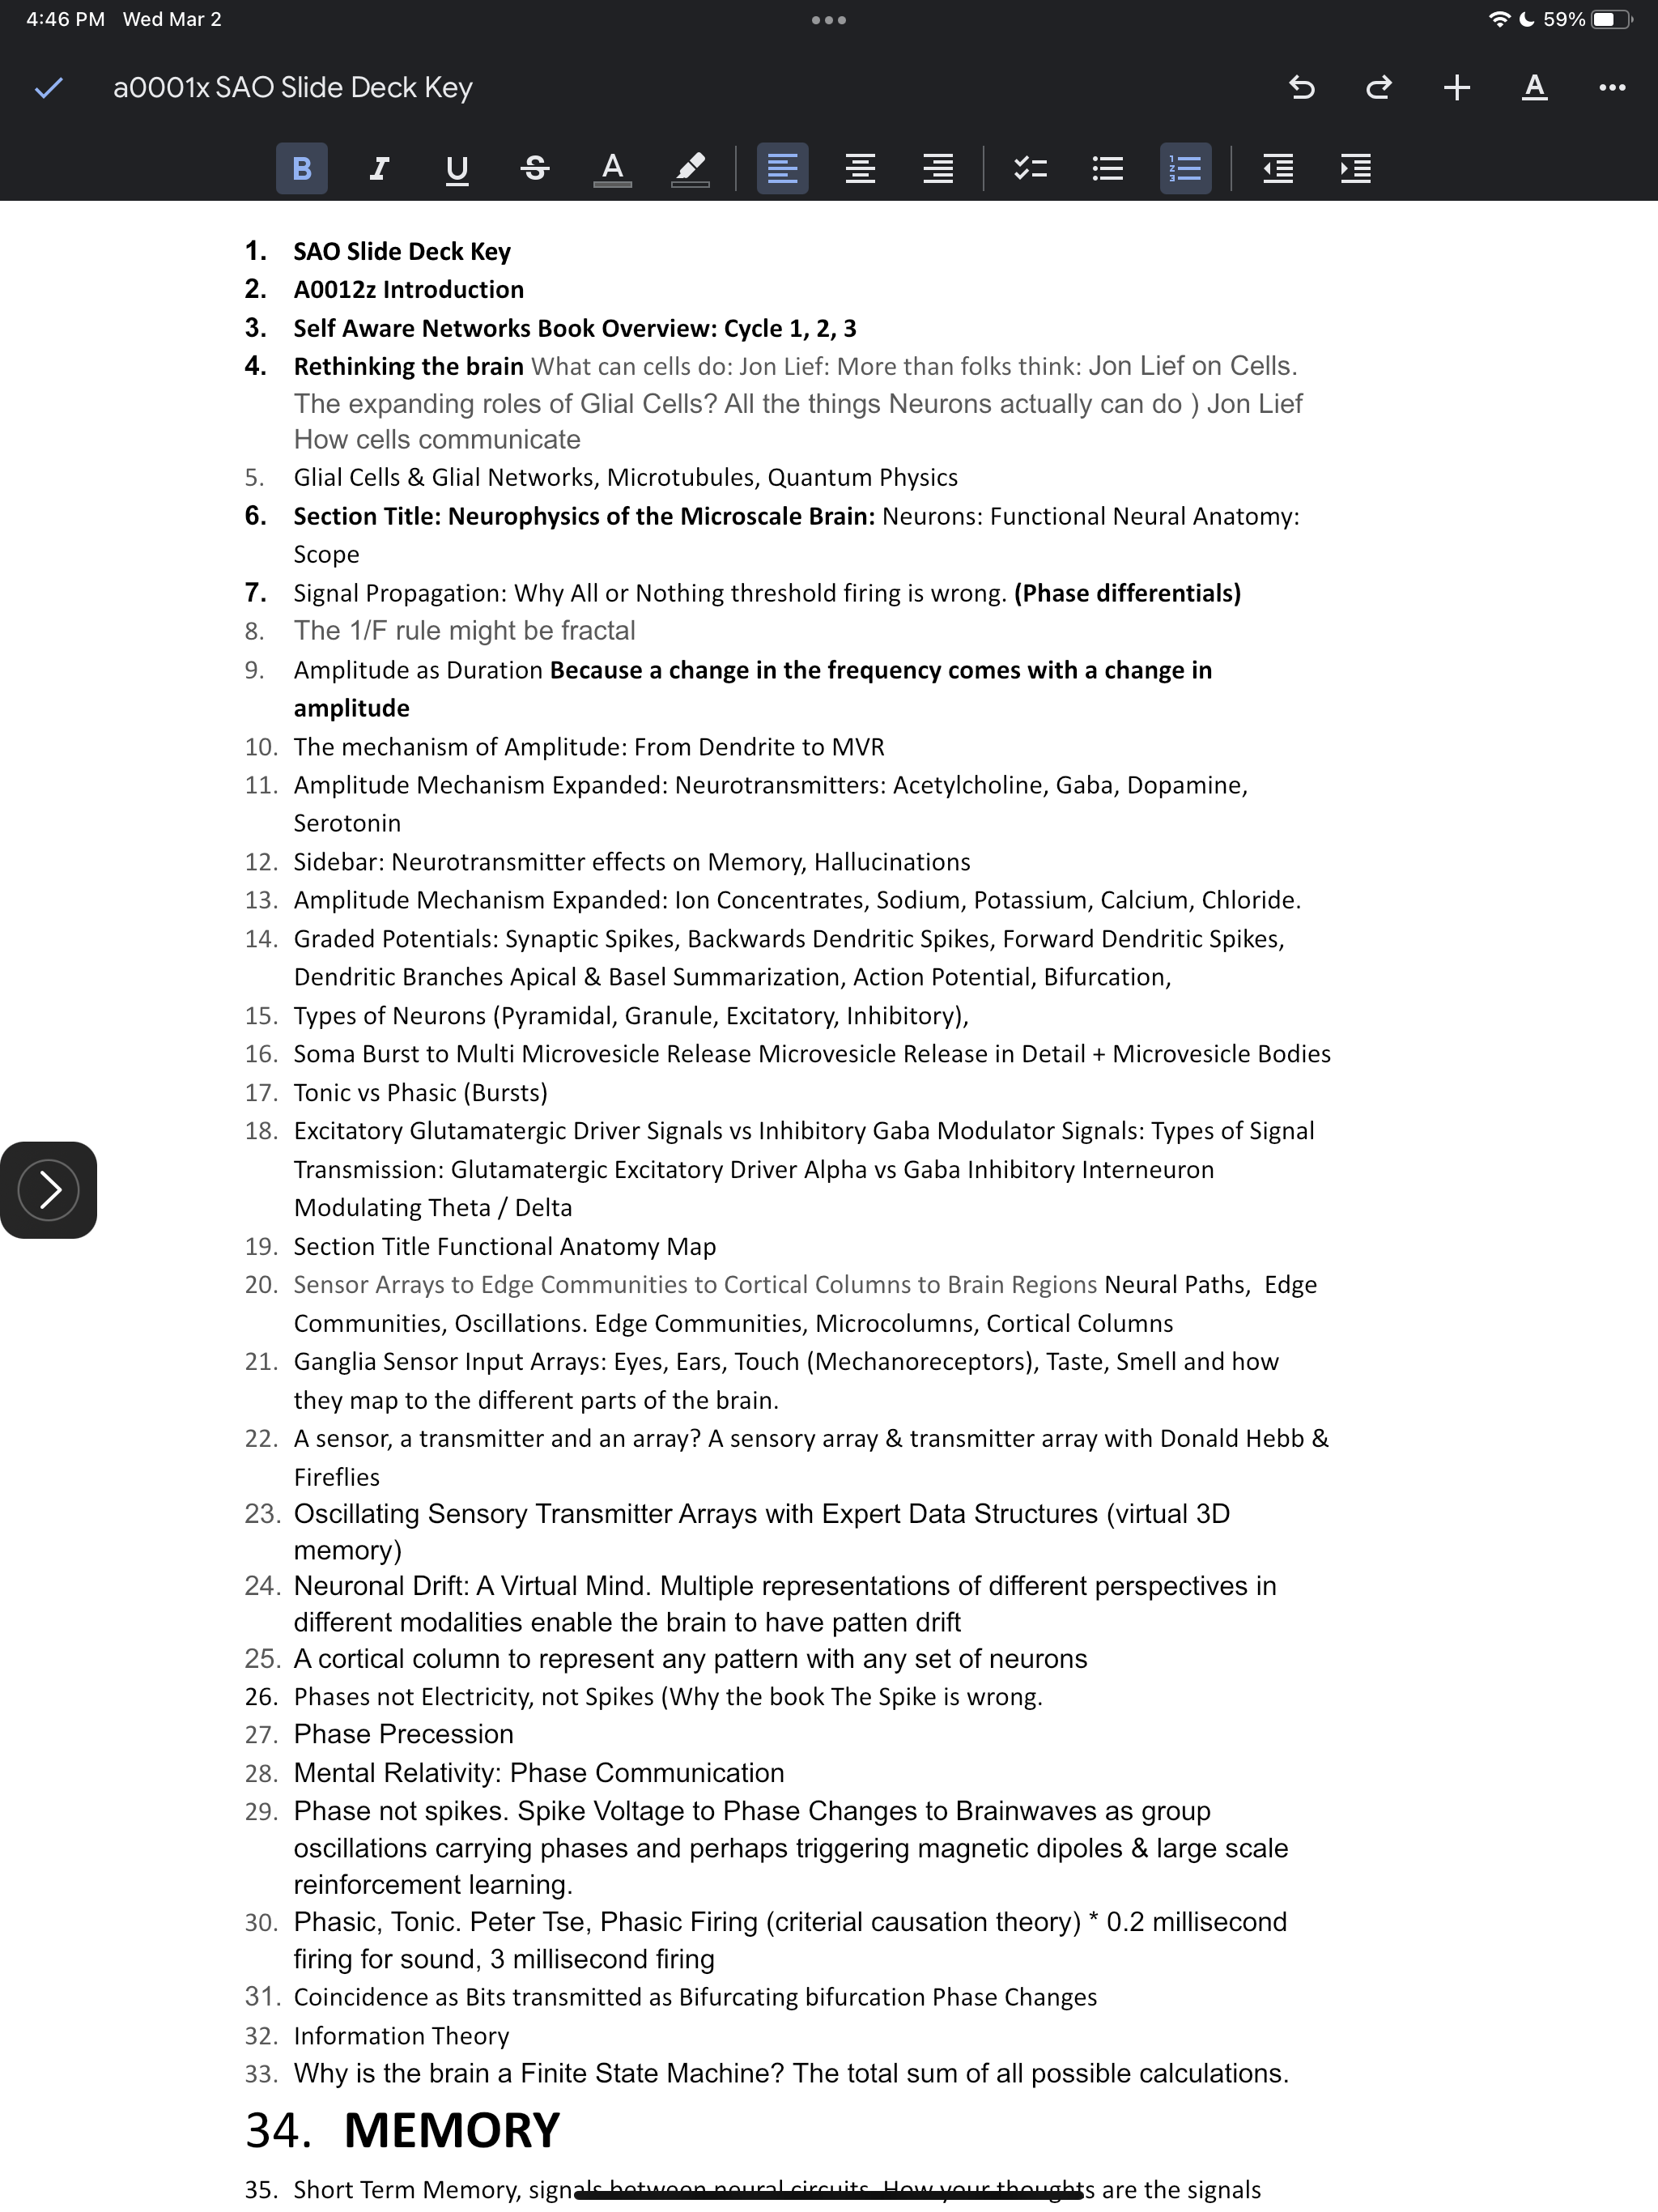 4:46 PM Wed Mar 2
59%
a0001x SAO Slide Deck Key
1. SAO Slide Deck Key
2. A0012z Introduction
3. Self Aware Networks Book Overview: Cycle 1, 2, 3
4. Rethinking the brain What can cells do: Jon Lief: More than folks think: Jon Lief on Cells.
The expanding roles of Glial Cells? All the things Neurons actually can do ) Jon Lief
How cells communicate
5. Glial Cells & Glial Networks, Microtubules, Quantum Physics
6. Section Title: Neurophysics of the Microscale Brain: Neurons: Functional Neural Anatomy:
Scope
7. Signal Propagation: Why All or Nothing threshold firing is wrong. (Phase differentials)
8. The 1/F rule might be fractal
9. Amplitude as Duration Because a change in the frequency comes with a change in
amplitude
10. The mechanism of Amplitude: From Dendrite to MVR
11. Amplitude Mechanism Expanded: Neurotransmitters: Acetylcholine, Gaba, Dopamine,
Serotonin
12. Sidebar: Neurotransmitter effects on Memory, Hallucinations
13. Amplitude Mechanism Expanded: Ion Concentrates, Sodium, Potassium, Calcium, Chloride.
14. Graded Potentials: Synaptic Spikes, Backwards Dendritic Spikes, Forward Dendritic Spikes,
Dendritic Branches Apical & Basel Summarization, Action Potential, Bifurcation,
15. Types of Neurons (Pyramidal, Granule, Excitatory, Inhibitory),
16. Soma Burst to Multi Microvesicle Release Microvesicle Release in Detail + Microvesicle Bodies
17. Tonic vs Phasic (Bursts)
18. Excitatory Glutamatergic Driver Signals vs Inhibitory Gaba Modulator Signals: Types of Signal
Transmission: Glutamatergic Excitatory Driver Alpha vs Gaba Inhibitory Interneuron
Modulating Theta / Delta
19. Section Title Functional Anatomy Map
20. Sensor Arrays to Edge Communities to Cortical Columns to Brain Regions Neural Paths, Edge
Communities, Oscillations. Edge Communities, Microcolumns, Cortical Columns
21. Ganglia Sensor Input Arrays: Eyes, Ears, Touch (Mechanoreceptors), Taste, Smell and how
they map to the different parts of the brain.
22. A sensor, a transmitter and an array? A sensory array & transmitter array with Donald Hebb &
Fireflies
23. Oscillating Sensory Transmitter Arrays with Expert Data Structures (virtual 3D
memory)
24. Neuronal Drift: A Virtual Mind. Multiple representations of different perspectives in
different modalities enable the brain to have patten drift
25. A cortical column to represent any pattern with any set of neurons
26. Phases not Electricity, not Spikes (Why the book The Spike is wrong.
27. Phase Precession
28. Mental Relativity: Phase Communication
29. Phase not spikes. Spike Voltage to Phase Changes to Brainwaves as group
oscillations carrying phases and perhaps triggering magnetic dipoles & large scale
reinforcement learning.
30. Phasic, Tonic. Peter Tse, Phasic Firing (criterial causation theory) * 0.2 millisecond
firing for sound, 3 millisecond firing
31. Coincidence as Bits transmitted as Bifurcating bifurcation Phase Changes
32. Information Theory
33. Why is the brain a Finite State Machine? The total sum of all possible calculations.
34. MEMORY
35. Short Term Memory, signals between neural circuits. How your thoughts are the signals